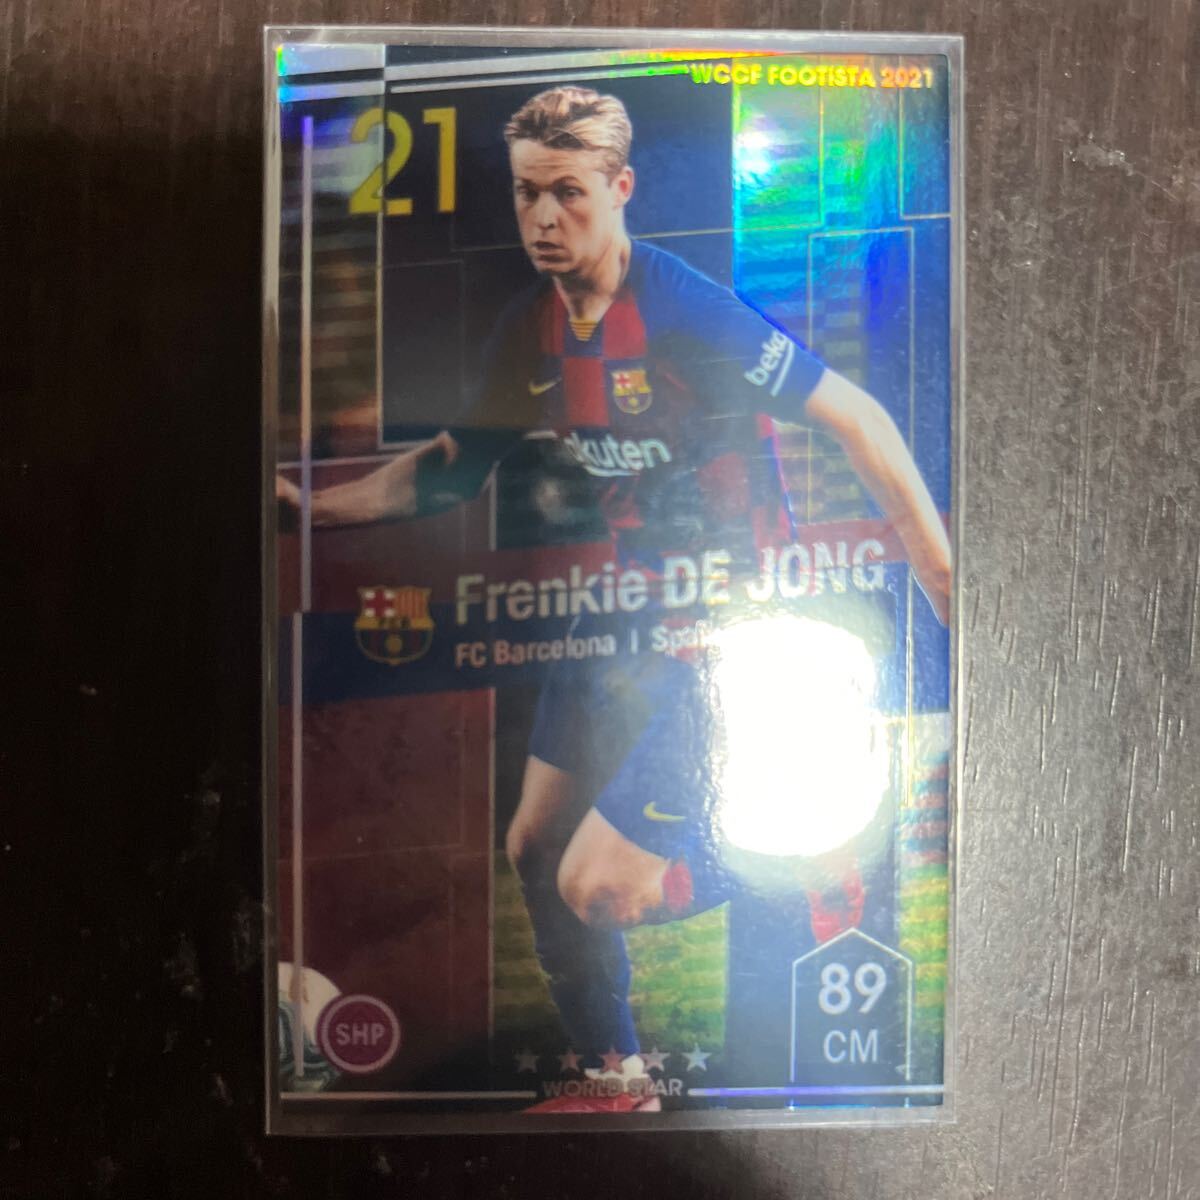 WCCF FOOTISTA 2021
21
beko
Rakuten
Frenkie DE JONG
FC Barcelona |
89
CM
SHP
WORLD STAR